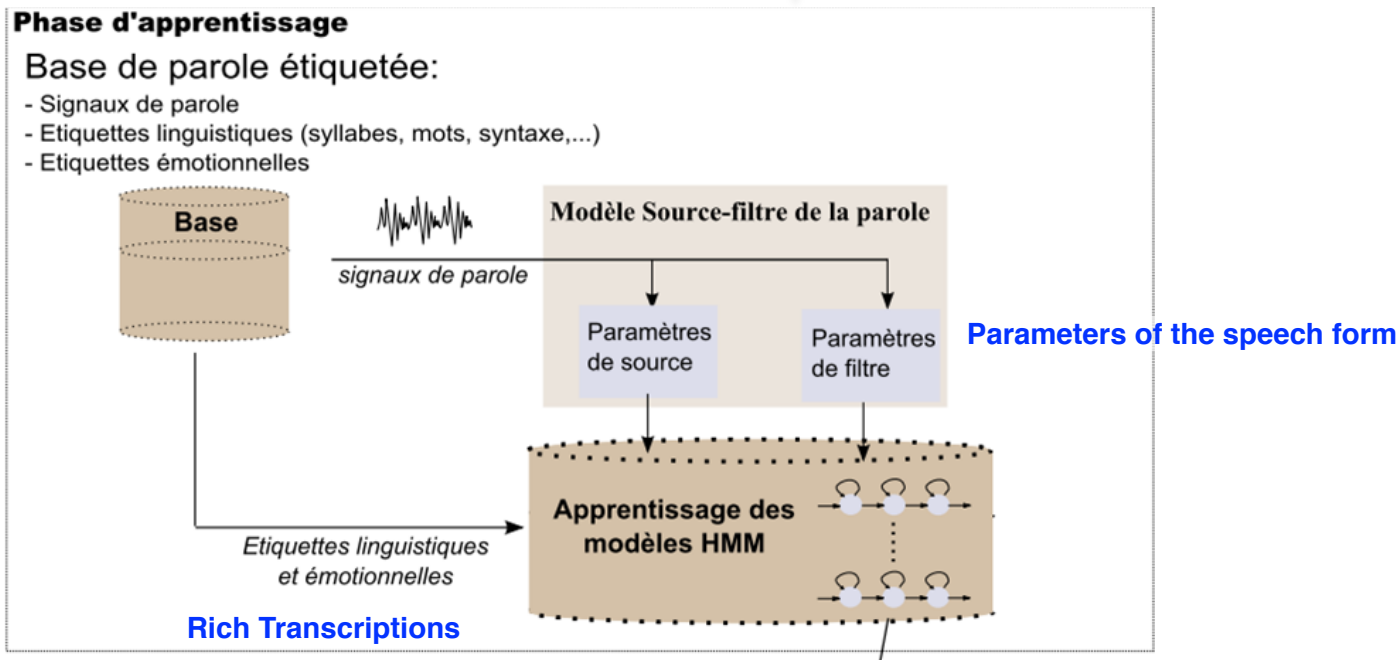 Phase d'apprentissage
Base de parole étiquetée:
- Signaux de parole
- Etiquettes linguistiques (syllabes, mots, syntaxe,...)
- Etiquettes émotionnelles
Base
signaux de parole
Modèle Source-filtre de la parole
Paramètres
de source
Paramètres
de filtre
Parameters of the speech form
Apprentissage des
modèles HMM
Etiquettes linguistiques
et émotionnelles
Rich Transcriptions